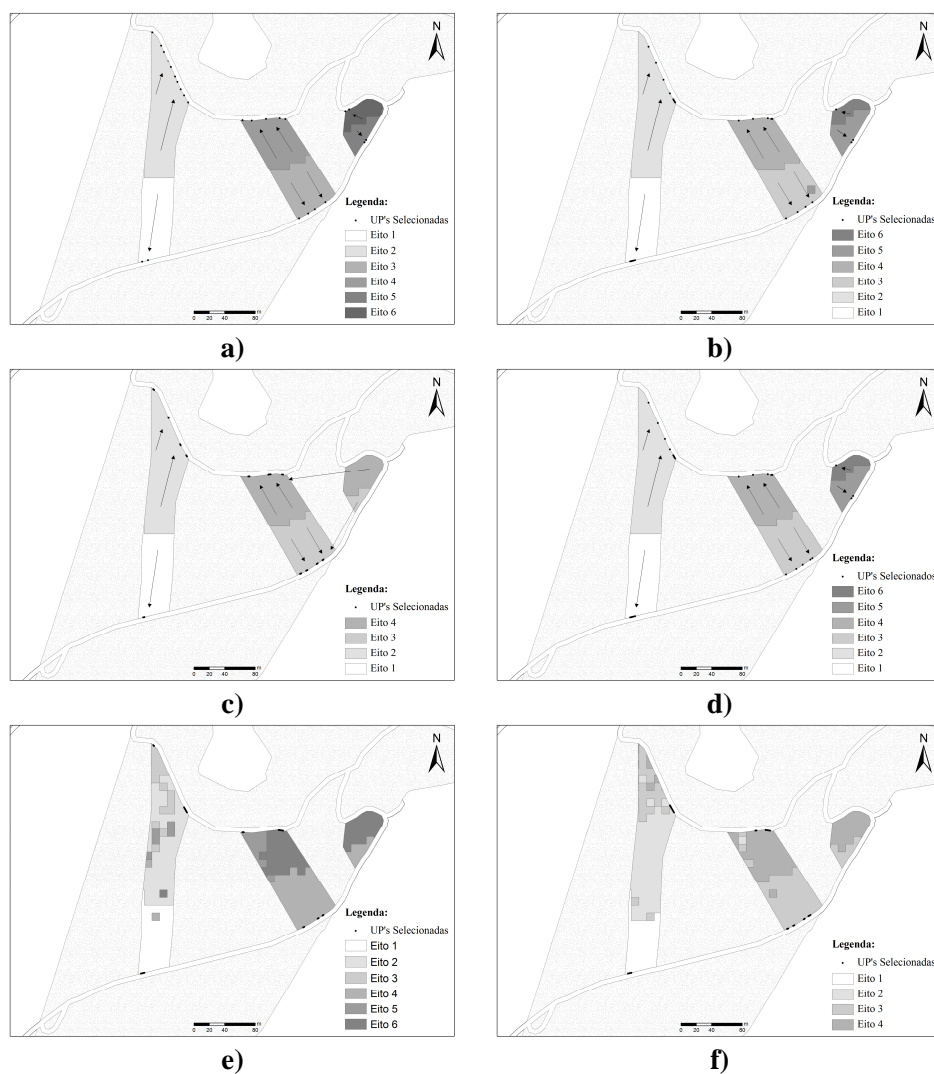 N
Legenda:
UP's Selecionadas
Eito 1
Eito 2
Eito 3
Eito 4
Eito 5
Eito 6
0 20 40 80 m
a)
N
Legenda:
UP's Selecionadas
Eito 6
Eito 5
Eito 4
Eito 3
Eito 2
Eito 1
0 20 40 80 m
b)
N
Legenda:
UP's Selecionadas
Eito 4
Eito 3
Eito 2
Eito 1
0 20 40 80 m
c)
N
Legenda:
UP's Selecionados
Eito 6
Eito 5
Eito 4
Eito 3
Eito 2
Eito 1
0 20 40 80 m
d)
N
Legenda:
UP's Selecionadas
Eito 1
Eito 2
Eito 3
Eito 4
Eito 5
Eito 6
0 20 40 80 m
e)
N
Legenda:
UP's Selecionadas
Eito 1
Eito 2
Eito 3
Eito 4
0 20 40 80 m
f)